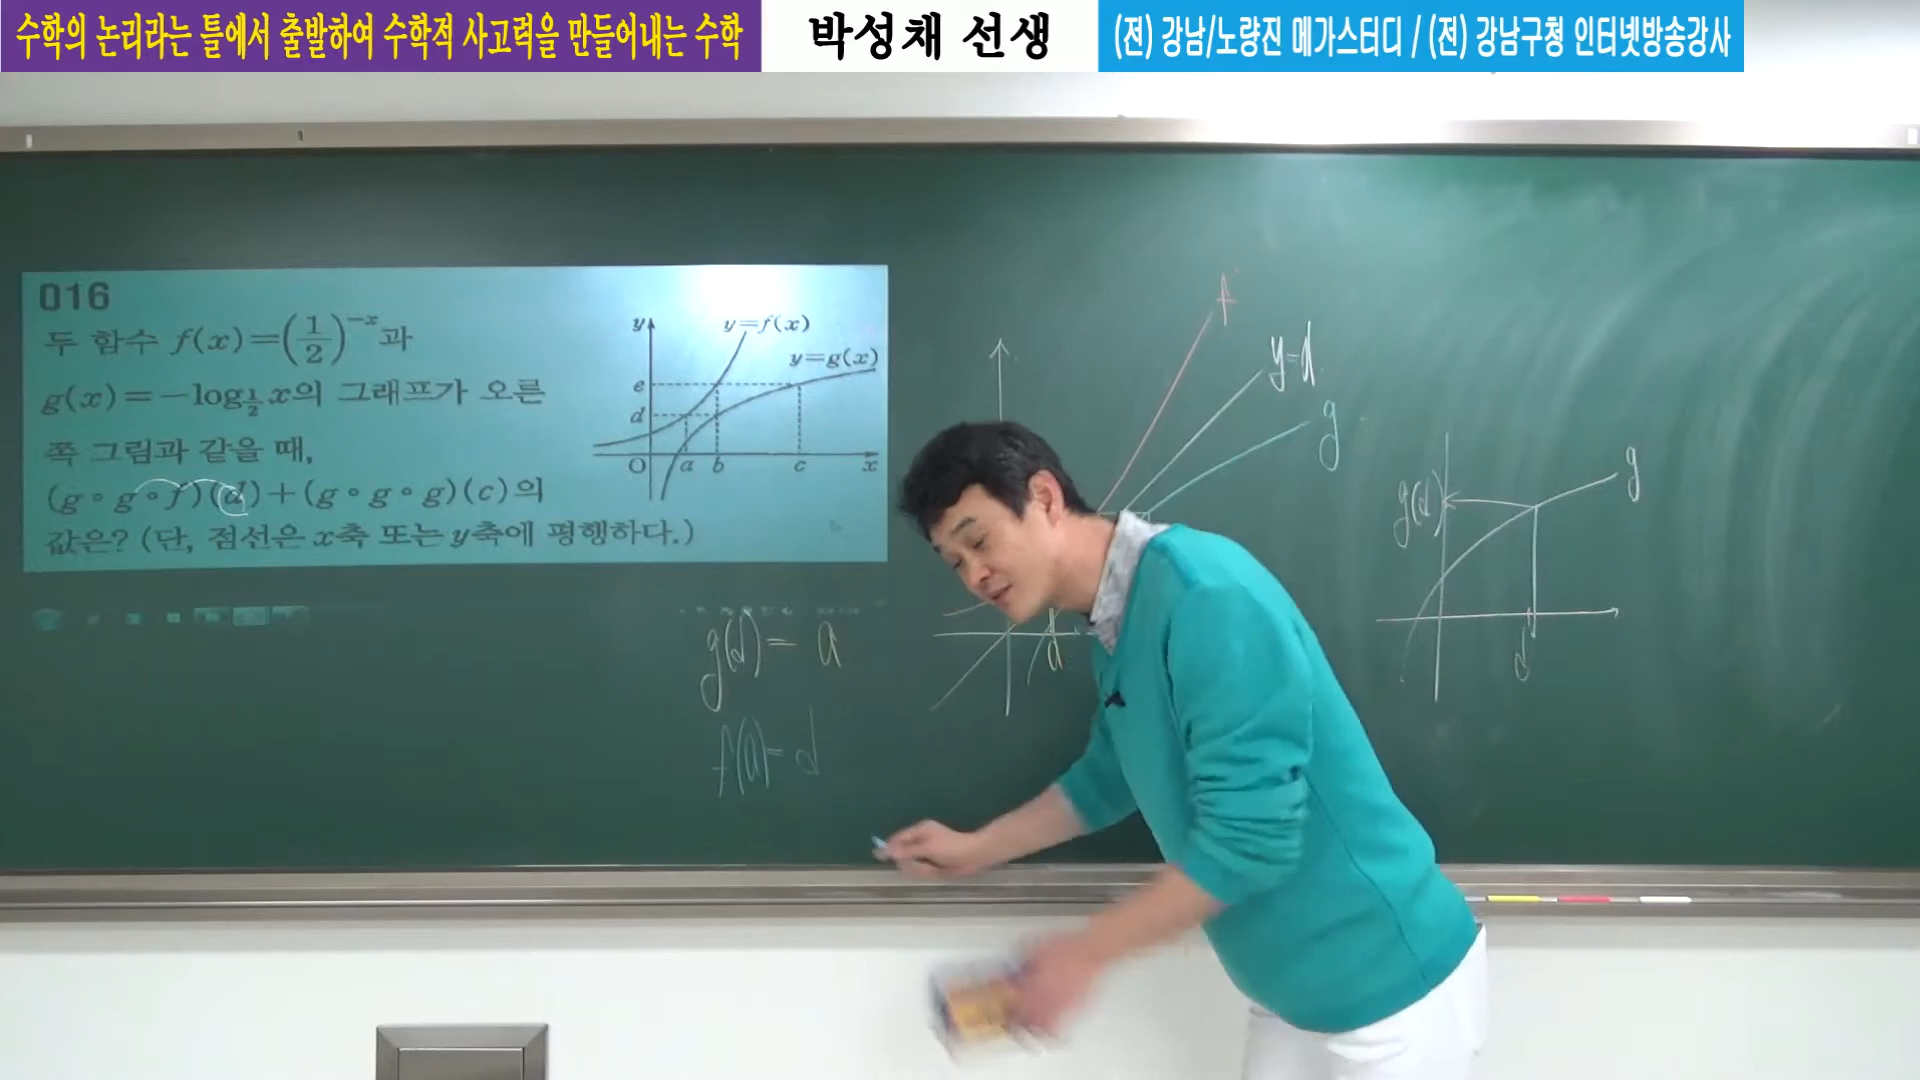 수학의 논리라는 틀에서 출발하여 수학적 사고력을 만들어내는 수학
박성채 선생
(전) 강남/노량진 메가스터디 / (전) 강남구청 인터넷방송강사
016
두 함수 f(x)=(1/2)^{-x}과
g(x)=-log_{1/2} x의 그래프가 오른
쪽 그림과 같을 때,
(g∘g∘f)(d)+(g∘g∘g)(c)의
값은? (단, 점선은 x축 또는 y축에 평행하다.)
y
y=f(x)
y=g(x)
e
d
O a b c x
g(d)= a
f(a)= d
f
g
a
g
g(d)
d